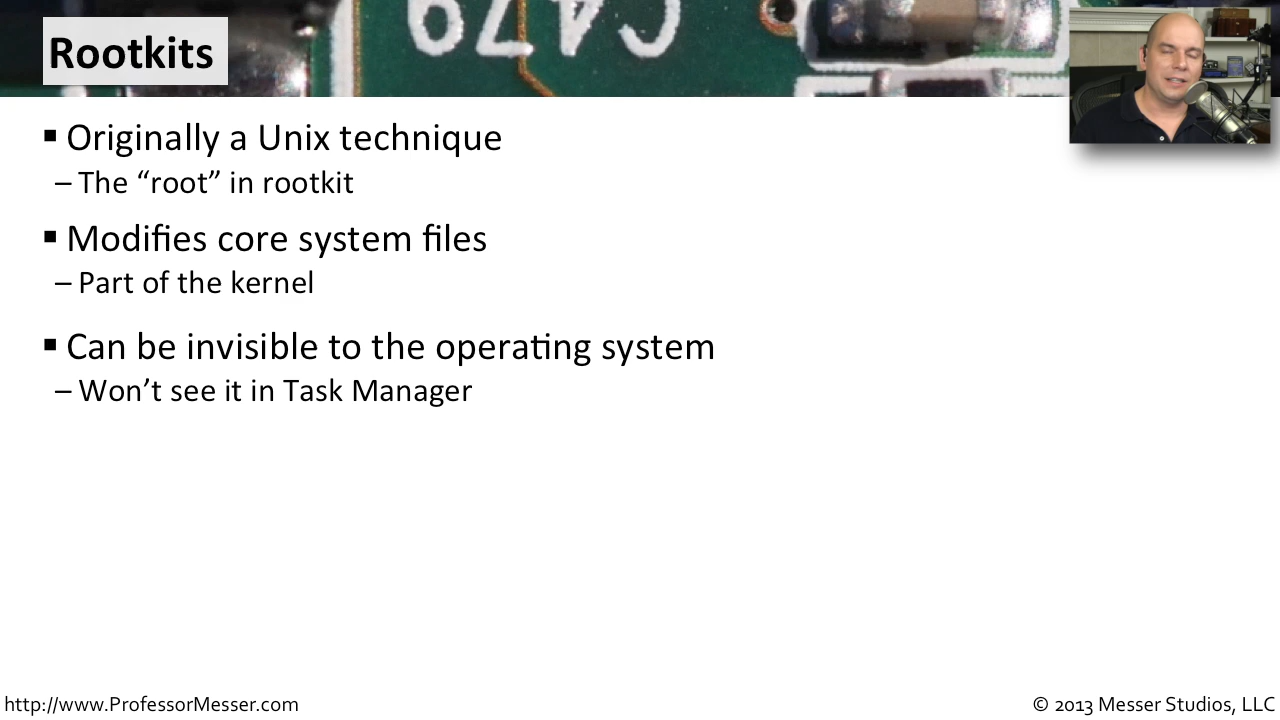 Rootkits
▪ Originally a Unix technique
– The “root” in rootkit
▪ Modifies core system files
– Part of the kernel
▪ Can be invisible to the operating system
– Won’t see it in Task Manager
http://www.ProfessorMesser.com
© 2013 Messer Studios, LLC